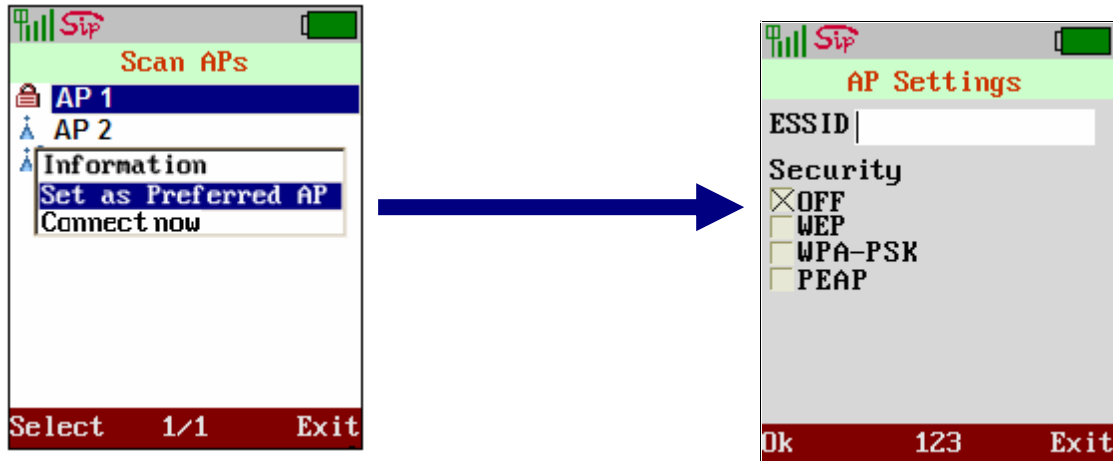 Sip
Scan APs
AP 1
AP 2
Information
Set as Preferred AP
Connect now
Select 1/1 Exit
Sip
AP Settings
ESSID
Security
OFF
WEP
WPA-PSK
PEAP
Ok 123 Exit